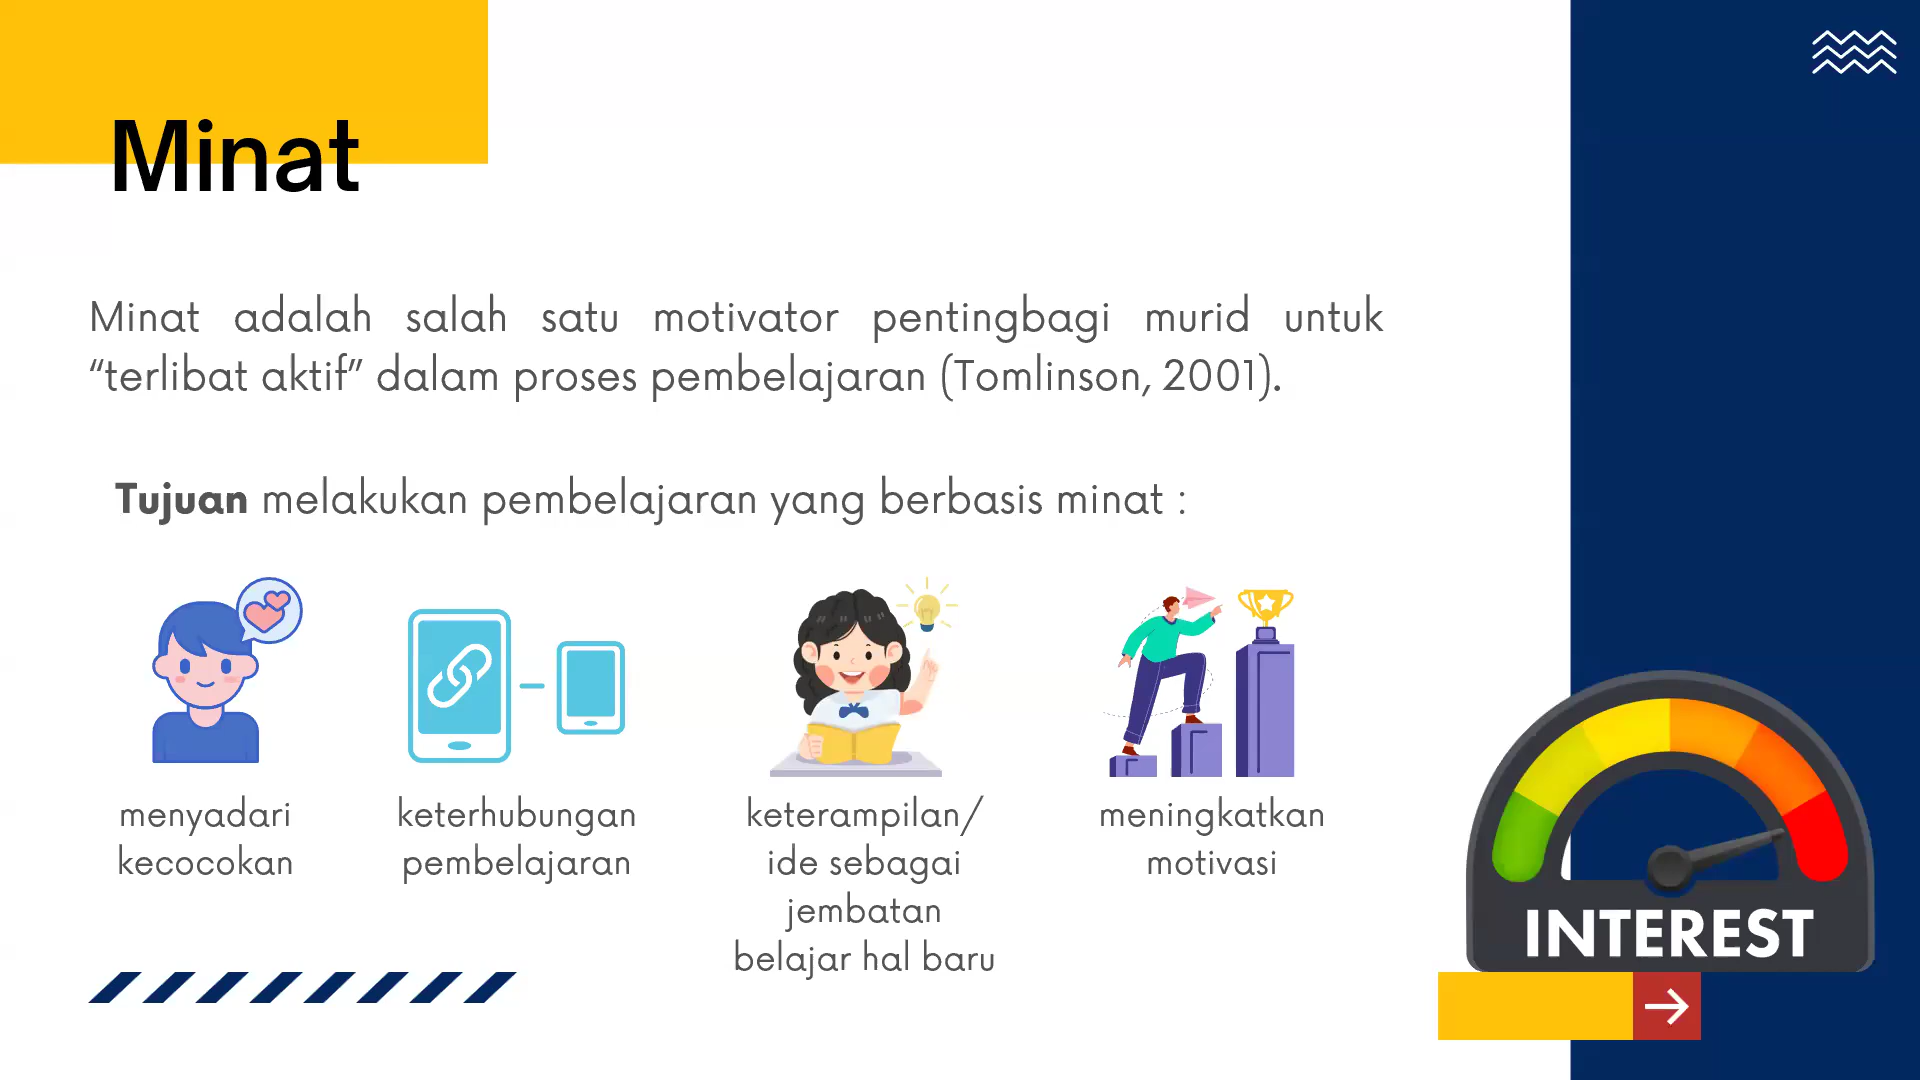 Minat
Minat adalah salah satu motivator pentingbagi murid untuk
“terlibat aktif” dalam proses pembelajaran (Tomlinson, 2001).
Tujuan melakukan pembelajaran yang berbasis minat :
menyadari
kecocokan
keterhubungan
pembelajaran
keterampilan/
ide sebagai
jembatan
belajar hal baru
meningkatkan
motivasi
INTEREST